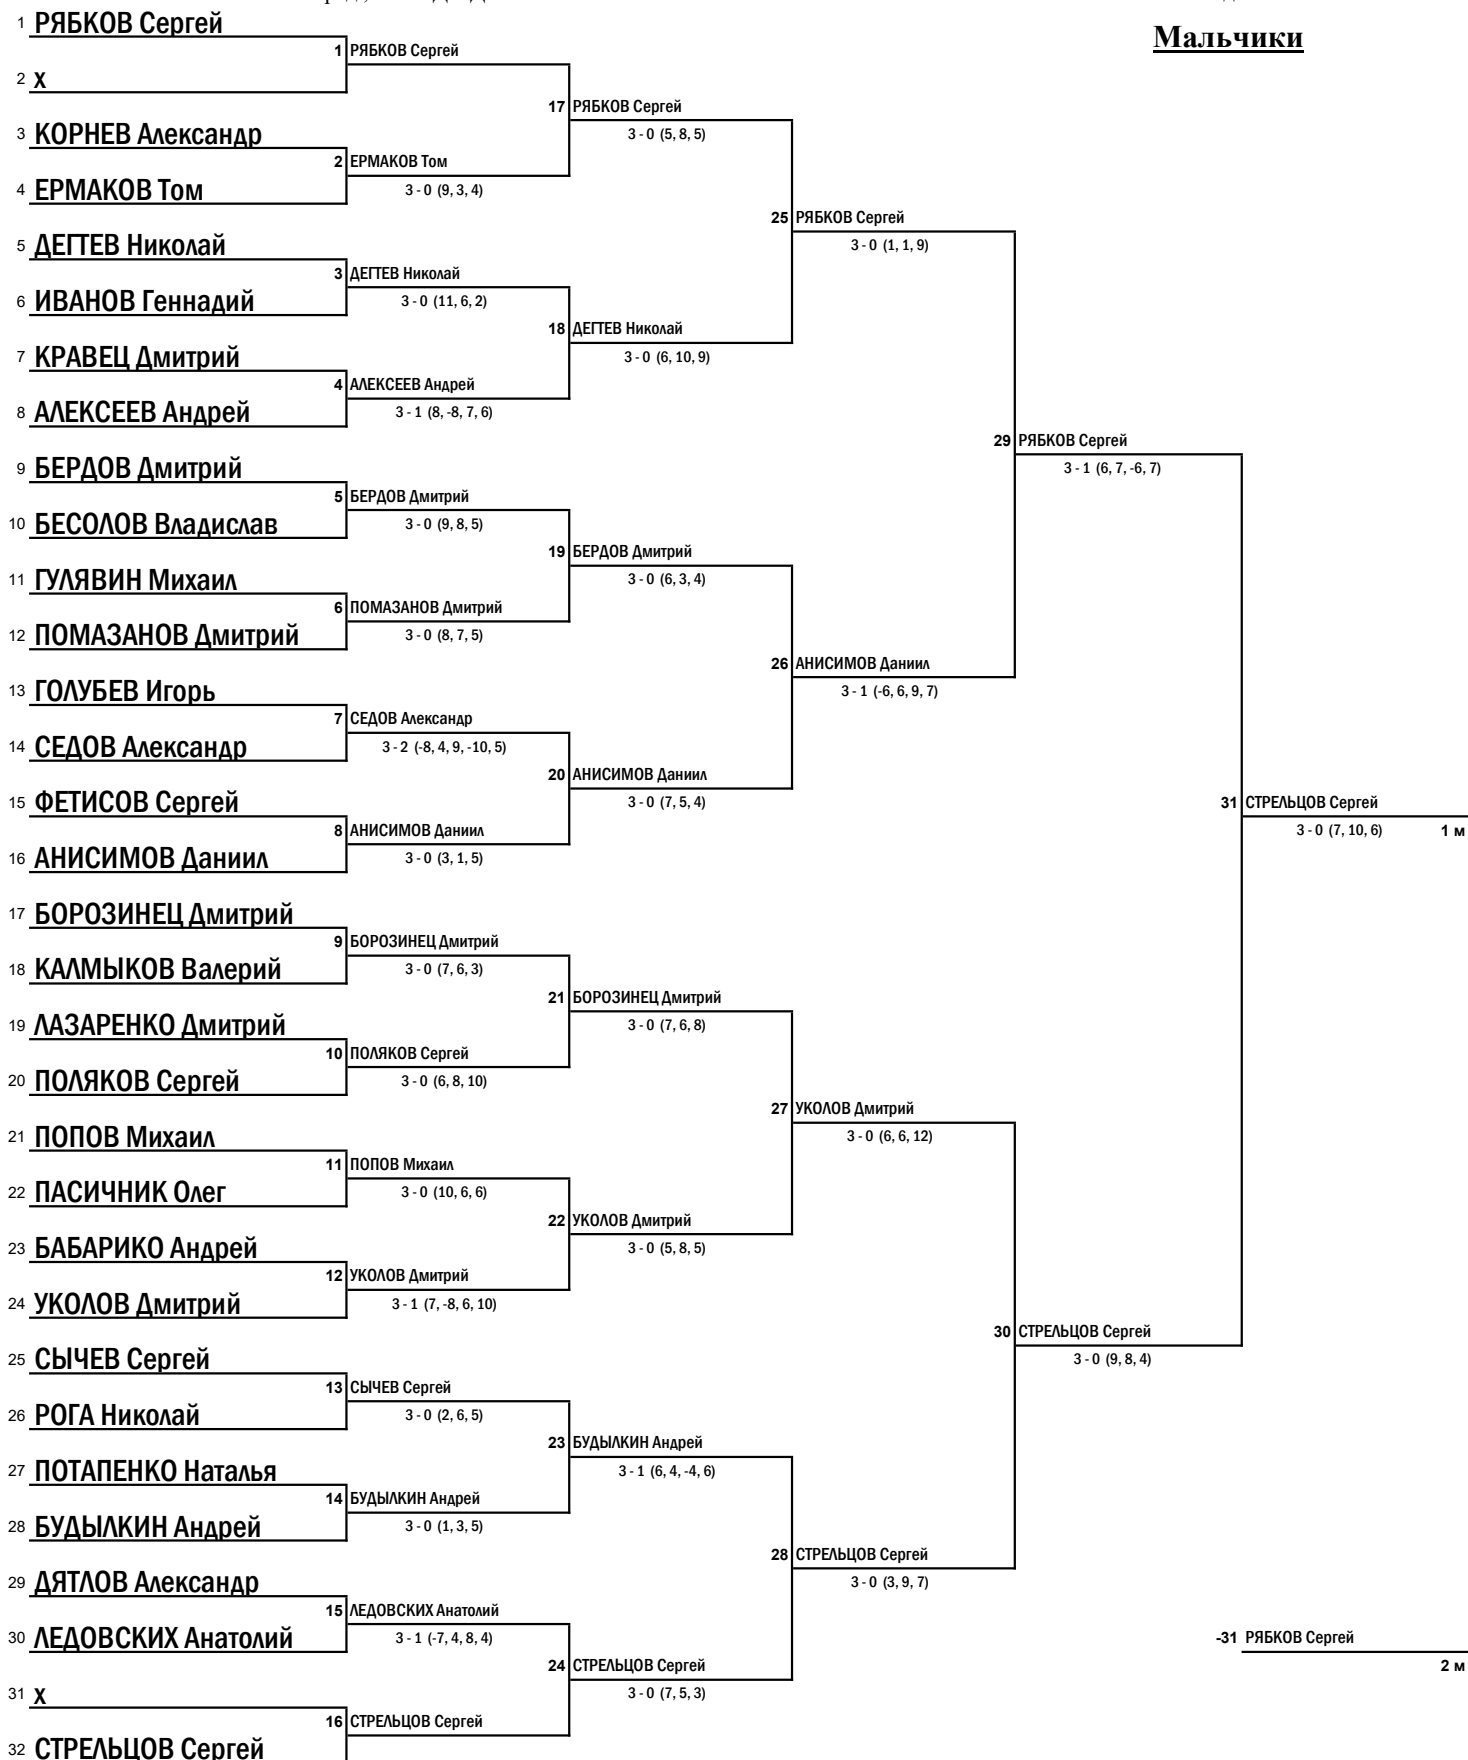 1 РЯБКОВ Сергей
Мальчики
1 РЯБКОВ Сергей
2 X
17 РЯБКОВ Сергей
3 КОРНЕВ Александр
3 - 0 (5, 8, 5)
2 ЕРМАКОВ Том
4 ЕРМАКОВ Том
3 - 0 (9, 3, 4)
25 РЯБКОВ Сергей
5 ДЕГТЕВ Николай
3 - 0 (1, 1, 9)
3 ДЕГТЕВ Николай
6 ИВАНОВ Геннадий
3 - 0 (11, 6, 2)
18 ДЕГТЕВ Николай
7 КРАВЕЦ Дмитрий
3 - 0 (6, 10, 9)
4 АЛЕКСЕЕВ Андрей
8 АЛЕКСЕЕВ Андрей
3 - 1 (8, -8, 7, 6)
29 РЯБКОВ Сергей
9 БЕРДОВ Дмитрий
3 - 1 (6, 7, -6, 7)
5 БЕРДОВ Дмитрий
10 БЕСОЛОВ Владислав
3 - 0 (9, 8, 5)
19 БЕРДОВ Дмитрий
11 ГУЛЯВИН Михаил
3 - 0 (6, 3, 4)
6 ПОМАЗАНОВ Дмитрий
12 ПОМАЗАНОВ Дмитрий
3 - 0 (8, 7, 5)
26 АНИСИМОВ Даниил
13 ГОЛУБЕВ Игорь
3 - 1 (-6, 6, 9, 7)
7 СЕДОВ Александр
14 СЕДОВ Александр
3 - 2 (-8, 4, 9, -10, 5)
20 АНИСИМОВ Даниил
15 ФЕТИСОВ Сергей
3 - 0 (7, 5, 4)
31 СТРЕЛЬЦОВ Сергей
8 АНИСИМОВ Даниил
3 - 0 (7, 10, 6) 1 м
16 АНИСИМОВ Даниил
3 - 0 (3, 1, 5)
17 БОРОЗИНЕЦ Дмитрий
9 БОРОЗИНЕЦ Дмитрий
18 КАЛМЫКОВ Валерий
3 - 0 (7, 6, 3)
21 БОРОЗИНЕЦ Дмитрий
19 ЛАЗАРЕНКО Дмитрий
3 - 0 (7, 6, 8)
10 ПОЛЯКОВ Сергей
20 ПОЛЯКОВ Сергей
3 - 0 (6, 8, 10)
27 УКОЛОВ Дмитрий
21 ПОПОВ Михаил
3 - 0 (6, 6, 12)
11 ПОПОВ Михаил
22 ПАСИЧНИК Олег
3 - 0 (10, 6, 6)
22 УКОЛОВ Дмитрий
23 БАБАРИКО Андрей
3 - 0 (5, 8, 5)
12 УКОЛОВ Дмитрий
24 УКОЛОВ Дмитрий
3 - 1 (7, -8, 6, 10)
30 СТРЕЛЬЦОВ Сергей
25 СЫЧЕВ Сергей
3 - 0 (9, 8, 4)
13 СЫЧЕВ Сергей
26 РОГА Николай
3 - 0 (2, 6, 5)
23 БУДЫЛКИН Андрей
27 ПОТАПЕНКО Наталья
3 - 1 (6, 4, -4, 6)
14 БУДЫЛКИН Андрей
28 БУДЫЛКИН Андрей
3 - 0 (1, 3, 5)
28 СТРЕЛЬЦОВ Сергей
29 ДЯТЛОВ Александр
3 - 0 (3, 9, 7)
15 ЛЕДОВСКИХ Анатолий
30 ЛЕДОВСКИХ Анатолий
3 - 1 (-7, 4, 8, 4)
-31 РЯБКОВ Сергей
24 СТРЕЛЬЦОВ Сергей
2 м
31 X
3 - 0 (7, 5, 3)
16 СТРЕЛЬЦОВ Сергей
32 СТРЕЛЬЦОВ Сергей